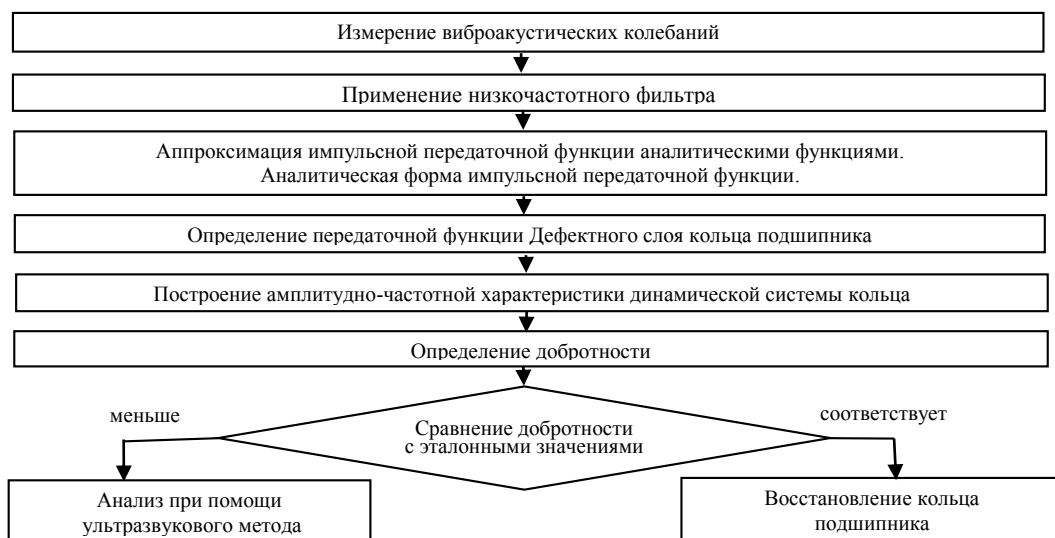 Измерение виброакустических колебаний
Применение низкочастотного фильтра
Аппроксимация импульсной передаточной функции аналитическими функциями.
Аналитическая форма импульсной передаточной функции.
Определение передаточной функции Дефектного слоя кольца подшипника
Построение амплитудно-частотной характеристики динамической системы кольца
Определение добротности
меньше
соответствует
Сравнение добротности
с эталонными значениями
Анализ при помощи
ультразвукового метода
Восстановление кольца
подшипника